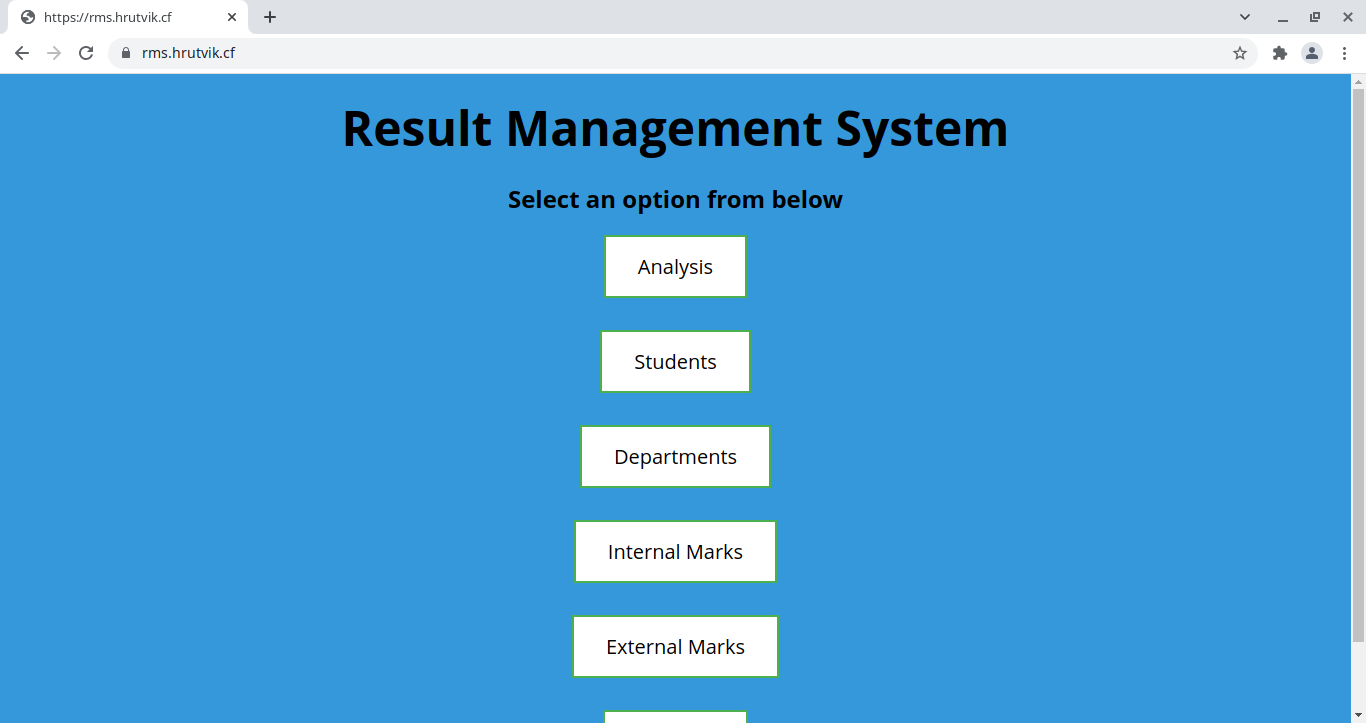 https://rms.hrutvik.cf
rms.hrutvik.cf
Result Management System
Select an option from below
Analysis
Students
Departments
Internal Marks
External Marks